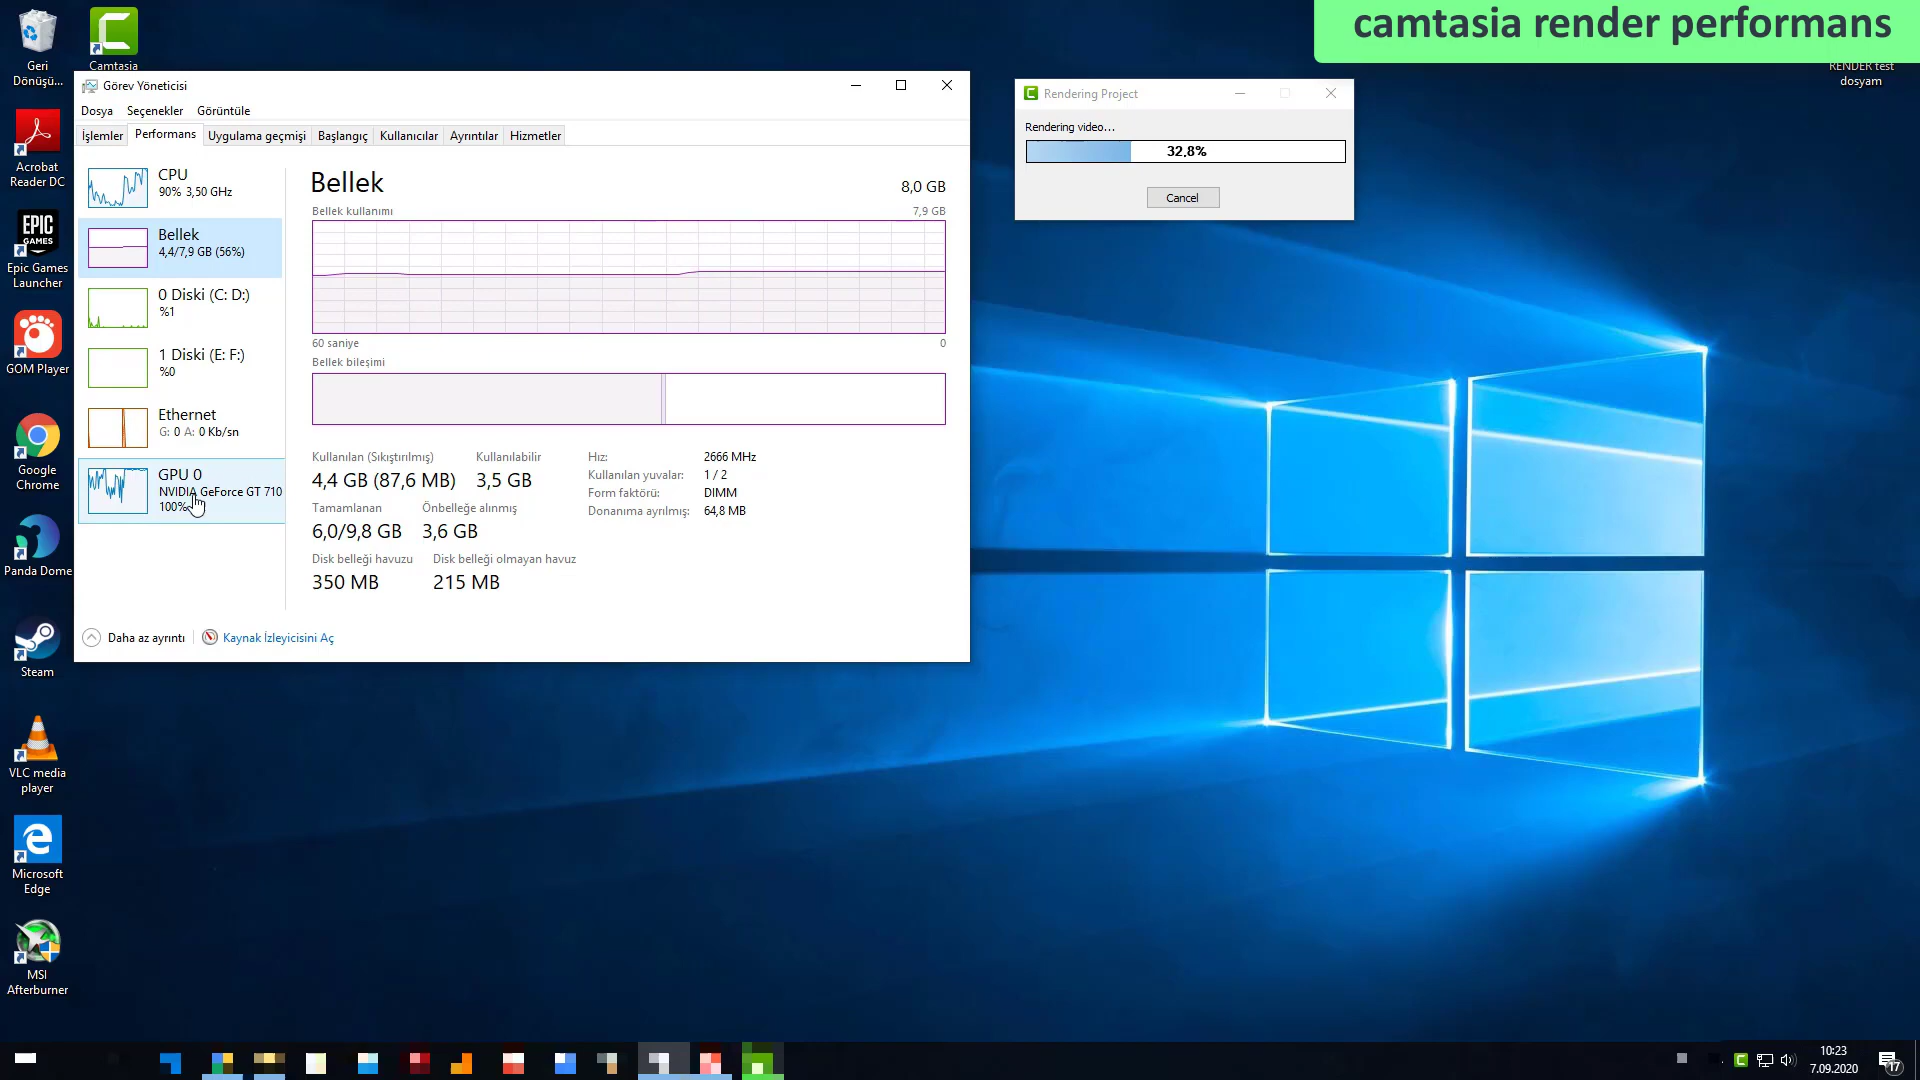 camtasia render performans
Geri
Dönüşü...
Camtasia
RENDER test
dosyam
Acrobat
Reader DC
EPIC
GAMES
Epic Games
Launcher
GOM Player
Google
Chrome
Panda Dome
Steam
VLC media
player
Microsoft
Edge
MSI
Afterburner
Görev Yöneticisi
Dosya Seçenekler Görüntüle
İşlemler Performans Uygulama geçmişi Başlangıç Kullanıcılar Ayrıntılar Hizmetler
CPU
90% 3,50 GHz
Bellek
4,4/7,9 GB (56%)
0 Diski (C: D:)
%1
1 Diski (E: F:)
%0
Ethernet
G: 0 A: 0 Kb/sn
GPU 0
NVIDIA GeForce GT 710
100%
Bellek 8,0 GB
Bellek kullanımı 7,9 GB
60 saniye 0
Bellek bileşimi
Kullanılan (Sıkıştırılmış) Kullanılabilir
4,4 GB (87,6 MB) 3,5 GB
Tamamlanan Önbelleğe alınmış
6,0/9,8 GB 3,6 GB
Disk belleği havuzu Disk belleği olmayan havuz
350 MB 215 MB
Hız: 2666 MHz
Kullanılan yuvalar: 1 / 2
Form faktörü: DIMM
Donanıma ayrılmış: 64,8 MB
Daha az ayrıntı Kaynak İzleyicisini Aç
Rendering Project
Rendering video...
32,8%
Cancel
10:23
7.09.2020
17